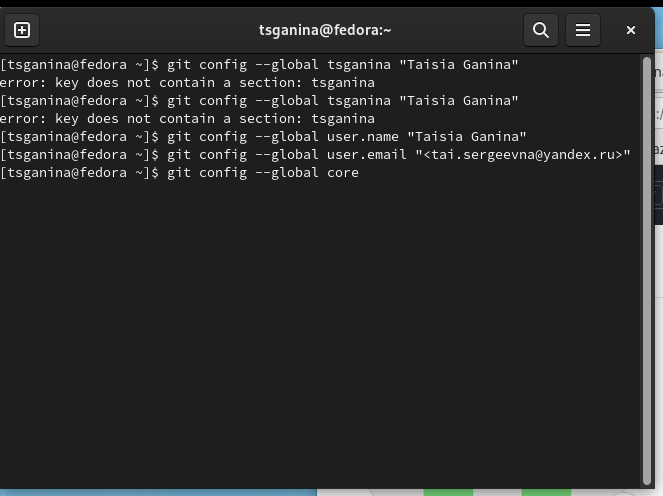 tsganina@fedora:~
[tsganina@fedora ~]$ git config --global tsganina "Taisia Ganina"
error: key does not contain a section: tsganina
[tsganina@fedora ~]$ git config --global tsganina "Taisia Ganina"
error: key does not contain a section: tsganina
[tsganina@fedora ~]$ git config --global user.name "Taisia Ganina"
[tsganina@fedora ~]$ git config --global user.email "<tai.sergeevna@yandex.ru>"
[tsganina@fedora ~]$ git config --global core